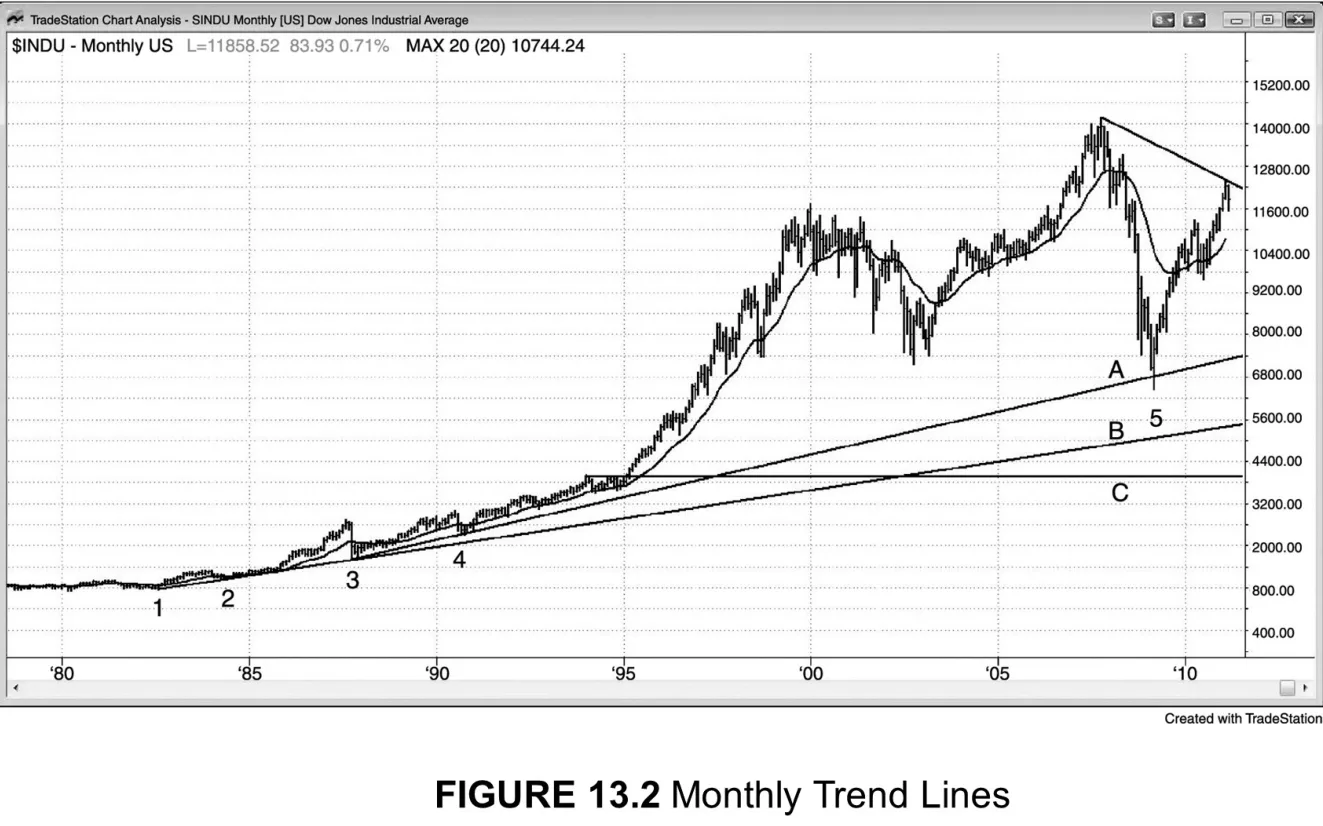 TradeStation Chart Analysis - SINDU Monthly [US] Dow Jones Industrial Average
$INDU - Monthly US L=11858.52 83.93 0.71% MAX 20 (20) 10744.24
S
I
15200.00
14000.00
12800.00
11600.00
10400.00
9200.00
8000.00
6800.00
5600.00
4400.00
3200.00
2000.00
800.00
400.00
A
5
B
C
4
3
2
1
‘80 ‘85 ‘90 ‘95 ‘00 ‘05 ‘10
Created with TradeStation
FIGURE 13.2 Monthly Trend Lines